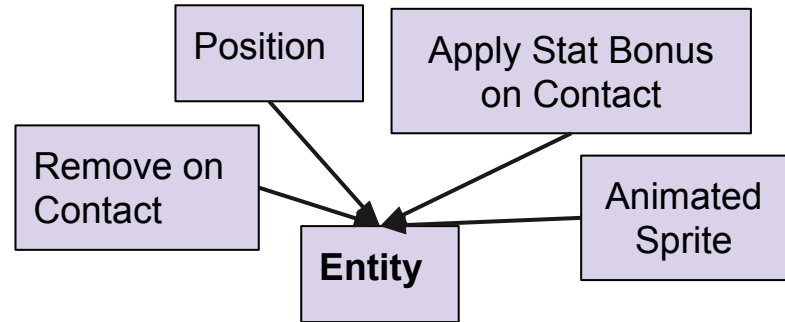 Position
Apply Stat Bonus
on Contact
Remove on
Contact
Animated
Sprite
Entity